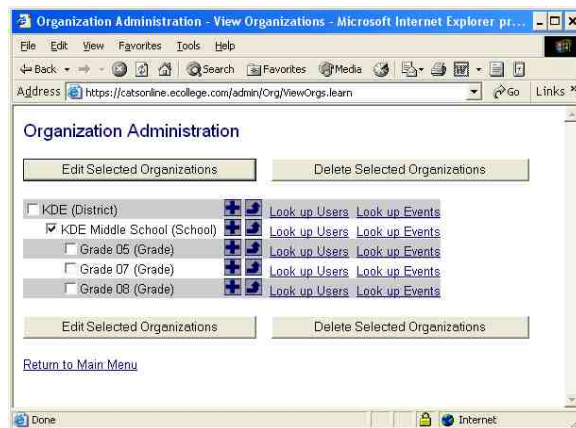 Organization Administration - View Organizations - Microsoft Internet Explorer pr...
File Edit View Favorites Tools Help
Back Search Favorites Media
Address https://catsonline.ecollege.com/admin/Org/ViewOrgs.learn Go Links »
Organization Administration
Edit Selected Organizations Delete Selected Organizations
KDE (District) Look up Users Look up Events
KDE Middle School (School) Look up Users Look up Events
Grade 05 (Grade) Look up Users Look up Events
Grade 07 (Grade) Look up Users Look up Events
Grade 08 (Grade) Look up Users Look up Events
Edit Selected Organizations Delete Selected Organizations
Return to Main Menu
Done Internet